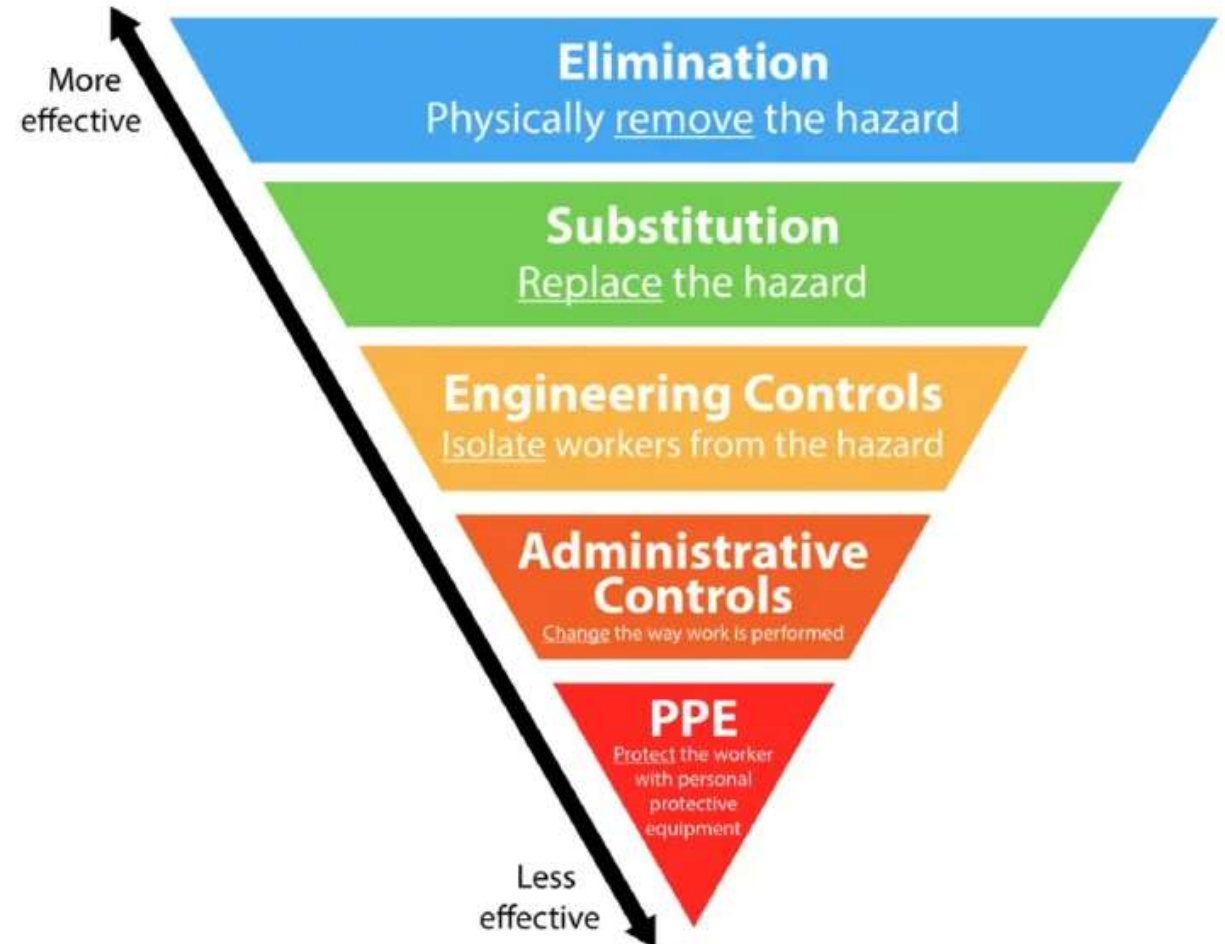 More
effective
Elimination
Physically remove the hazard
Substitution
Replace the hazard
Engineering Controls
Isolate workers from the hazard
Administrative
Controls
Change the way work is performed
PPE
Protect the worker
with personal
protective
equipment
Less
effective